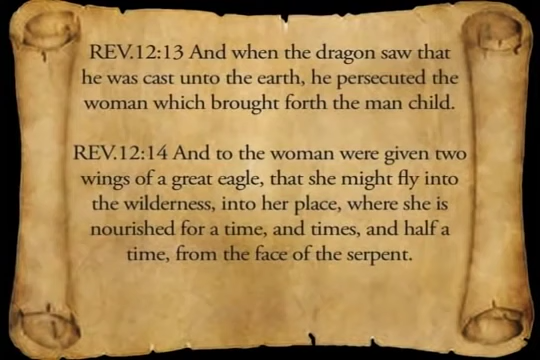 REV.12:13 And when the dragon saw that
he was cast unto the earth, he persecuted the
woman which brought forth the man child.
REV.12:14 And to the woman were given two
wings of a great eagle, that she might fly into
the wilderness, into her place, where she is
nourished for a time, and times, and half a
time, from the face of the serpent.